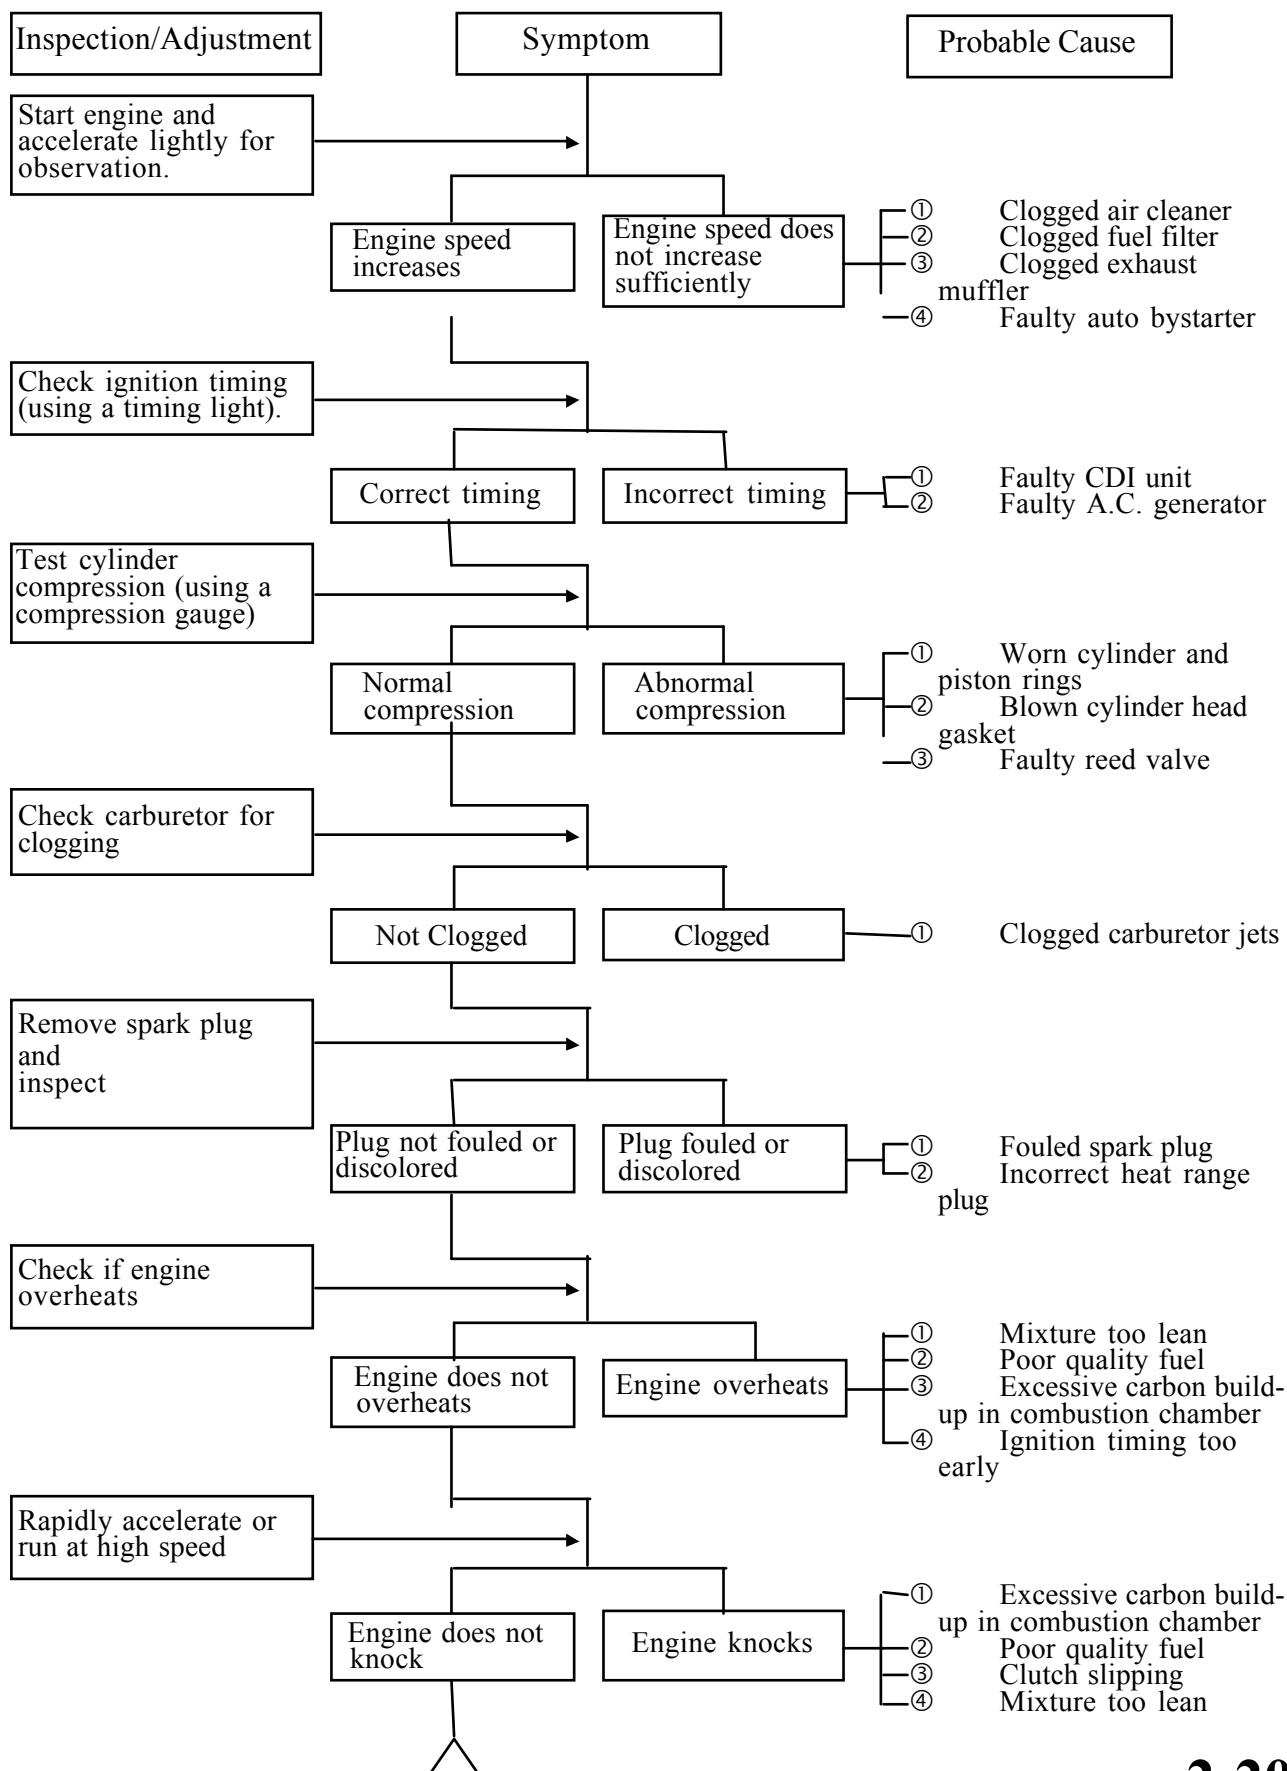 Inspection/Adjustment
Symptom
Probable Cause
Start engine and
accelerate lightly for
observation.
Engine speed
increases
Engine speed does
not increase
sufficiently
① Clogged air cleaner
② Clogged fuel filter
③ Clogged exhaust
muffler
④ Faulty auto bystarter
Check ignition timing
(using a timing light).
Correct timing
Incorrect timing
① Faulty CDI unit
② Faulty A.C. generator
Test cylinder
compression (using a
compression gauge)
Normal
compression
Abnormal
compression
① Worn cylinder and
piston rings
② Blown cylinder head
gasket
③ Faulty reed valve
Check carburetor for
clogging
Not Clogged
Clogged
① Clogged carburetor jets
Remove spark plug
and
inspect
Plug not fouled or
discolored
Plug fouled or
discolored
① Fouled spark plug
② Incorrect heat range
plug
Check if engine
overheats
Engine does not
overheats
Engine overheats
① Mixture too lean
② Poor quality fuel
③ Excessive carbon build-
up in combustion chamber
④ Ignition timing too
early
Rapidly accelerate or
run at high speed
Engine does not
knock
Engine knocks
① Excessive carbon build-
up in combustion chamber
② Poor quality fuel
③ Clutch slipping
④ Mixture too lean